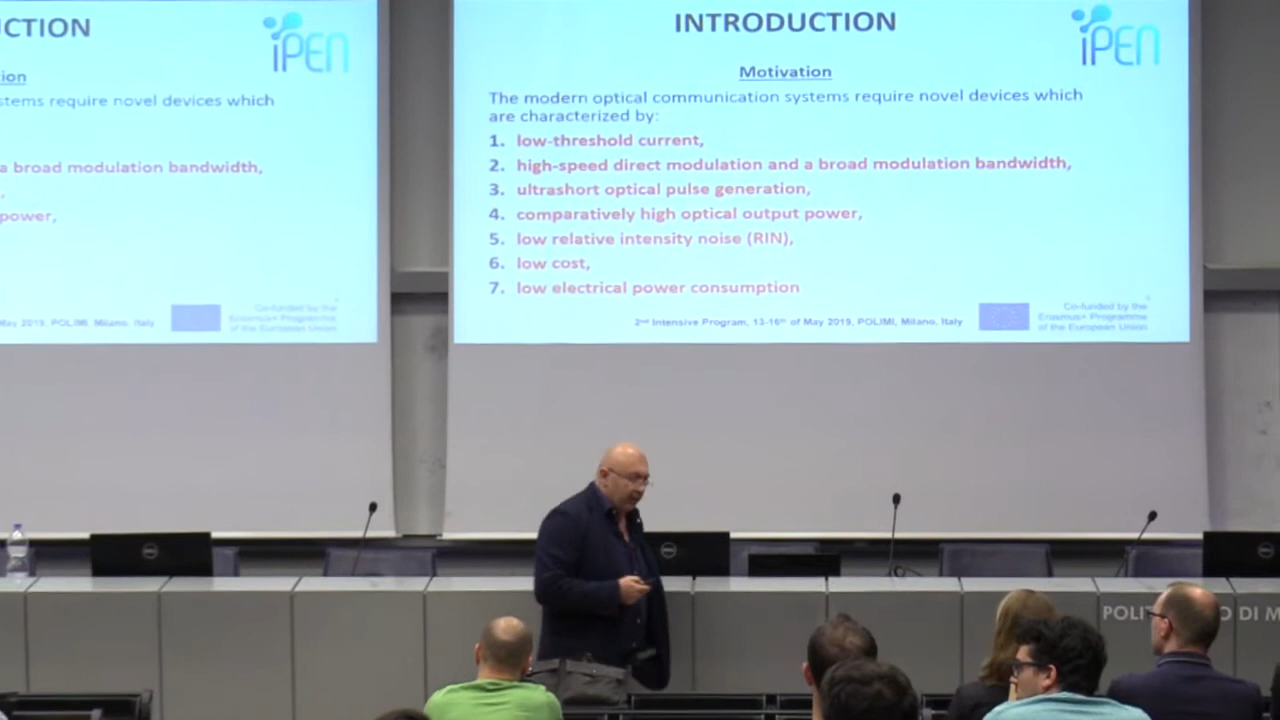 CTION
iPEN
ion
stems require novel devices which
a broad modulation bandwidth,
,
power,
May 2019, POLIMI, Milano, Italy
Co-funded by the
Erasmus+ Programme
of the European Union
INTRODUCTION
iPEN
Motivation
The modern optical communication systems require novel devices which
are characterized by:
1. low-threshold current,
2. high-speed direct modulation and a broad modulation bandwidth,
3. ultrashort optical pulse generation,
4. comparatively high optical output power,
5. low relative intensity noise (RIN),
6. low cost,
7. low electrical power consumption
2nd Intensive Program, 13-16th of May 2019, POLIMI, Milano, Italy
Co-funded by the
Erasmus+ Programme
of the European Union
DELL
DELL
DELL
POLIT O DI M